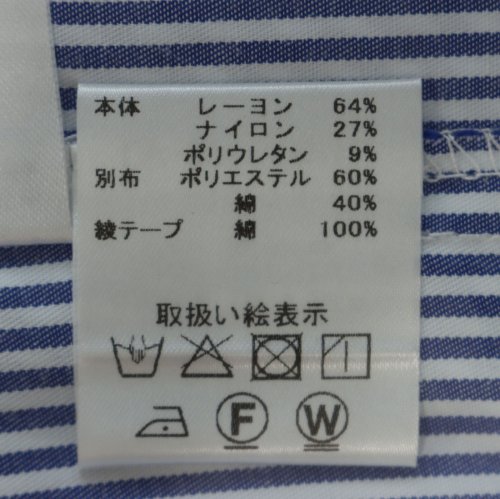 本体 レーヨン 64%
ナイロン 27%
ポリウレタン 9%
別布 ポリエステル 60%
綿 40%
綾テープ 綿 100%
取扱い絵表示
F W